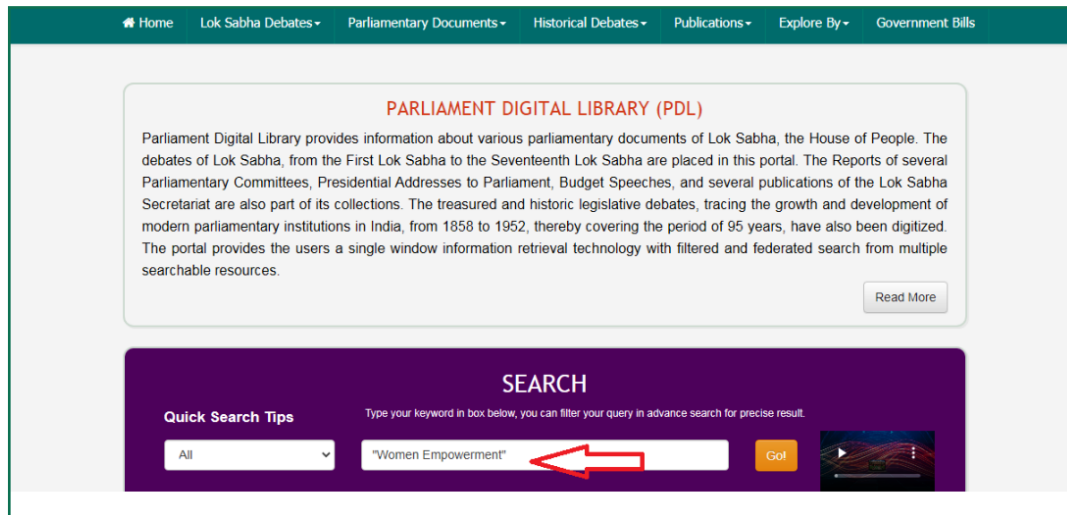 Home Lok Sabha Debates Parliamentary Documents Historical Debates Publications Explore By Government Bills
PARLIAMENT DIGITAL LIBRARY (PDL)
Parliament Digital Library provides information about various parliamentary documents of Lok Sabha, the House of People. The
debates of Lok Sabha, from the First Lok Sabha to the Seventeenth Lok Sabha are placed in this portal. The Reports of several
Parliamentary Committees, Presidential Addresses to Parliament, Budget Speeches, and several publications of the Lok Sabha
Secretariat are also part of its collections. The treasured and historic legislative debates, tracing the growth and development of
modern parliamentary institutions in India, from 1858 to 1952, thereby covering the period of 95 years, have also been digitized.
The portal provides the users a single window information retrieval technology with filtered and federated search from multiple
searchable resources.
Read More
SEARCH
Quick Search Tips
Type your keyword in box below, you can filter your query in advance search for precise result.
All
"Women Empowerment"
Go!